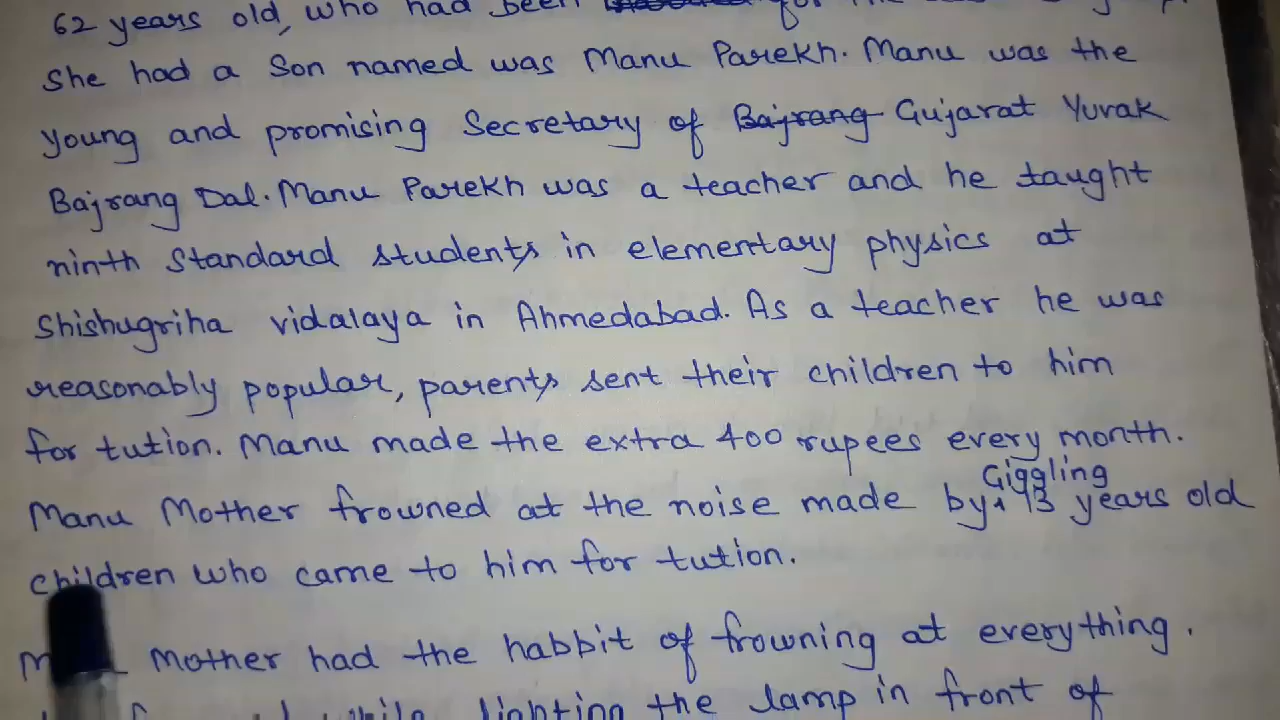 62 years old, who had been for the
She had a Son named was Manu Parekh. Manu was the
young and promising Secretary of Bajrang Gujarat Yuvak
Bajrang Dal. Manu Parekh was a teacher and he taught
ninth Standard students in elementary physics at
Shishugriha vidalaya in Ahmedabad. As a teacher he was
reasonably popular, parents sent their children to him
for tution. Manu made the extra 400 rupees every month.
Giggling
Manu Mother frowned at the noise made by 13 years old
children who came to him for tution.
Mother had the habbit of frowning at everything.
while lighting the lamp in front of